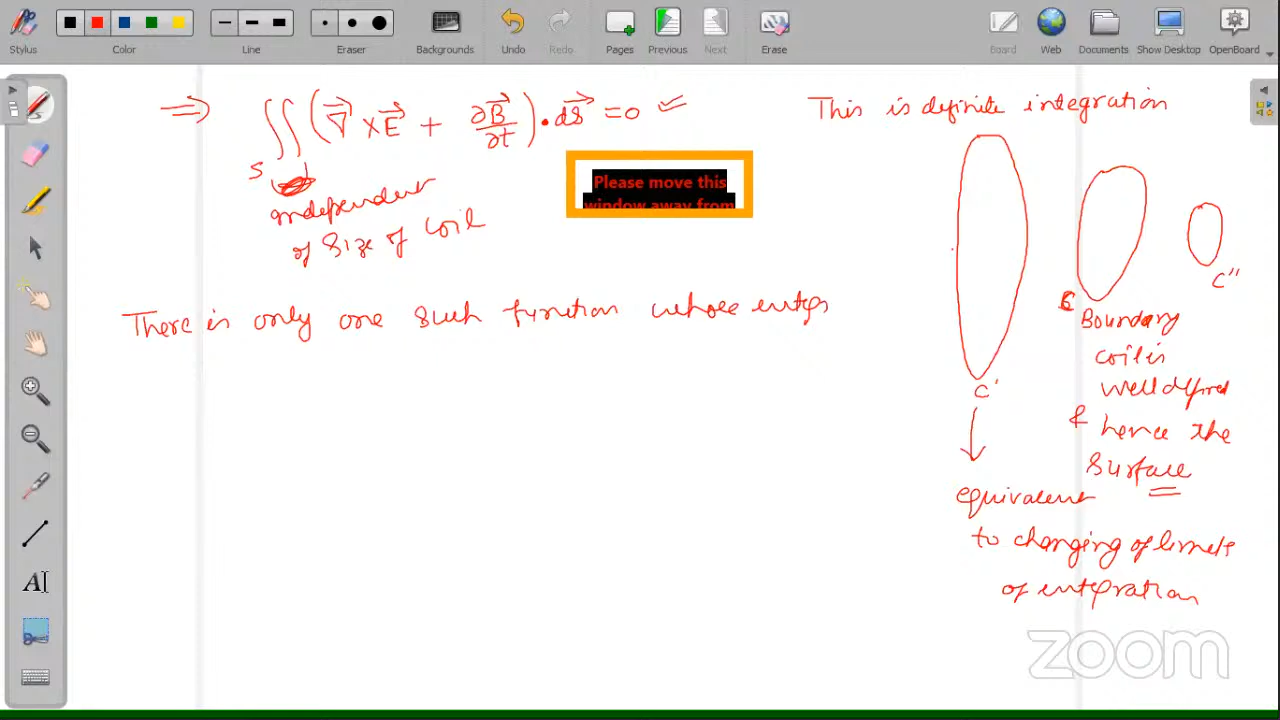 Stylus
Color
Line
Eraser
Backgrounds
Undo
Redo
Pages
Previous
Next
Erase
Board
Web
Documents
Show Desktop
OpenBoard
⇒ ∬ (∇⃗ × E⃗ + ∂B⃗/∂t) • dS⃗ = 0 ✓
S
independent
of size of coil
Please move this
window away from
There is only one such function whose integ
This is definite integration
C'
C
C''
Boundary
coil is
well defined
& hence the
surface
equivalent
to changing of limits
of integration
AI
zoom